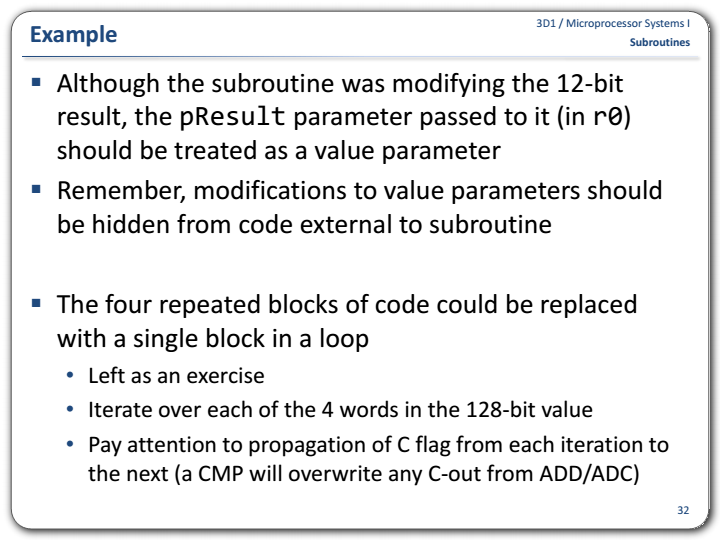 Example
3D1 / Microprocessor Systems I
Subroutines
▪ Although the subroutine was modifying the 12-bit
result, the pResult parameter passed to it (in r0)
should be treated as a value parameter
▪ Remember, modifications to value parameters should
be hidden from code external to subroutine
▪ The four repeated blocks of code could be replaced
with a single block in a loop
• Left as an exercise
• Iterate over each of the 4 words in the 128-bit value
• Pay attention to propagation of C flag from each iteration to
the next (a CMP will overwrite any C-out from ADD/ADC)
32